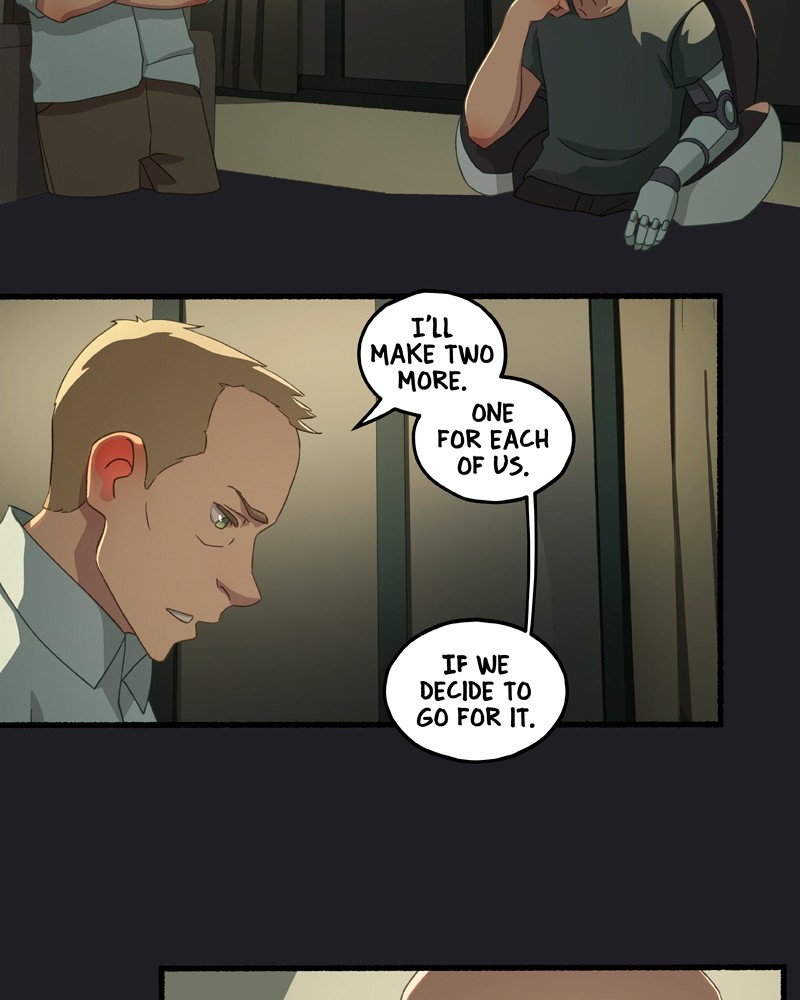 I'LL
MAKE TWO
MORE.
ONE
FOR EACH
OF US.
IF WE
DECIDE TO
GO FOR IT.